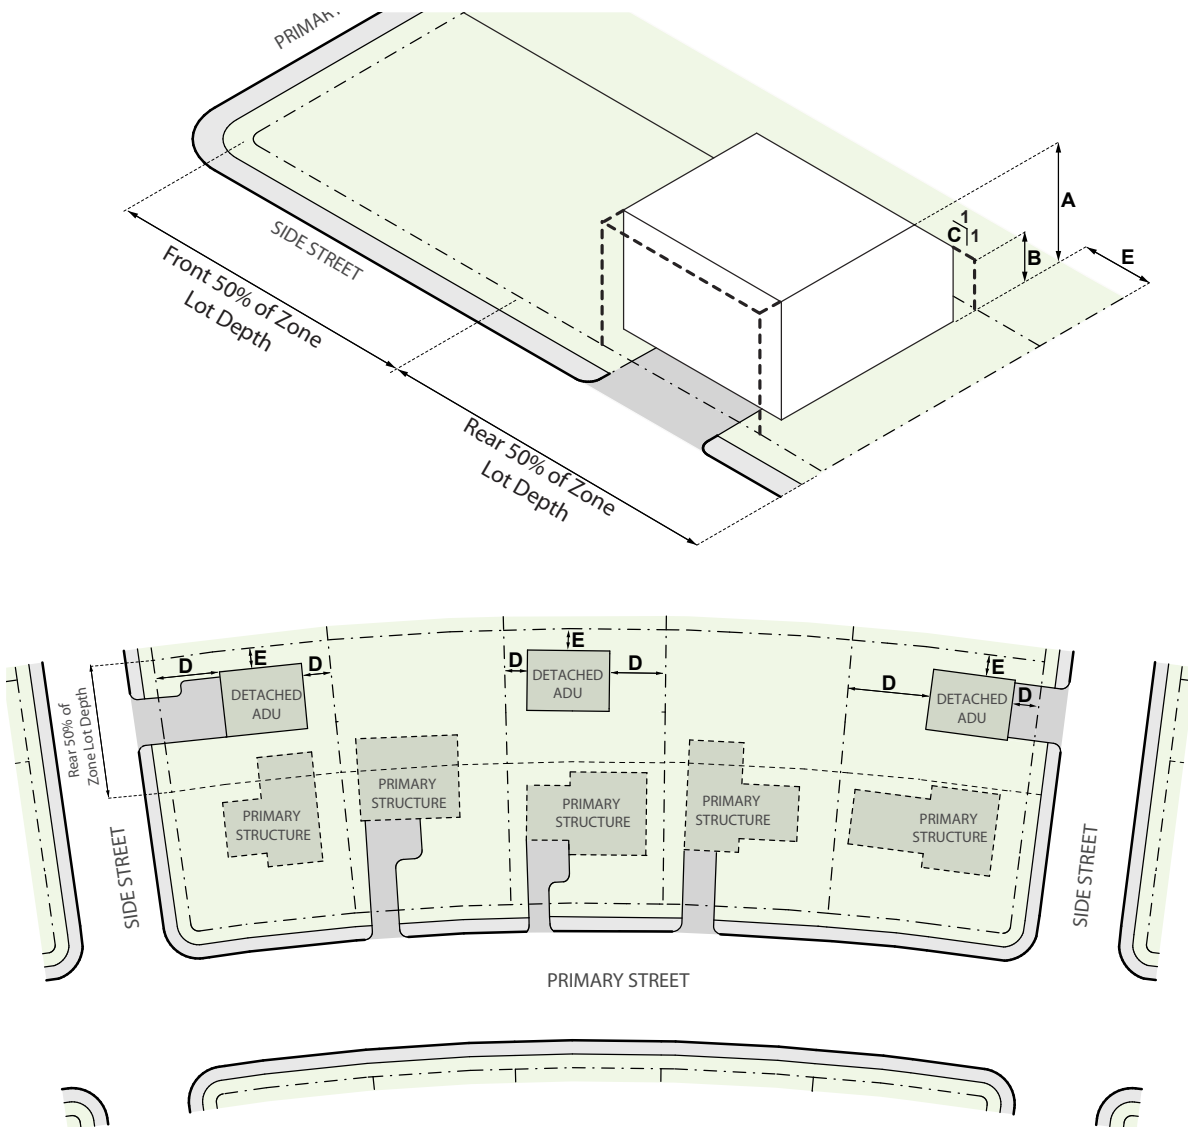 PRIMARY
SIDE STREET
Front 50% of Zone
Lot Depth
Rear 50% of Zone
Lot Depth
A
1
C 1
B
E
D
E
D
DETACHED
ADU
D
E
D
DETACHED
ADU
D
E
D
DETACHED
ADU
Rear 50% of
Zone Lot Depth
PRIMARY
STRUCTURE
PRIMARY
STRUCTURE
PRIMARY
STRUCTURE
PRIMARY
STRUCTURE
PRIMARY
STRUCTURE
SIDE STREET
SIDE STREET
PRIMARY STREET